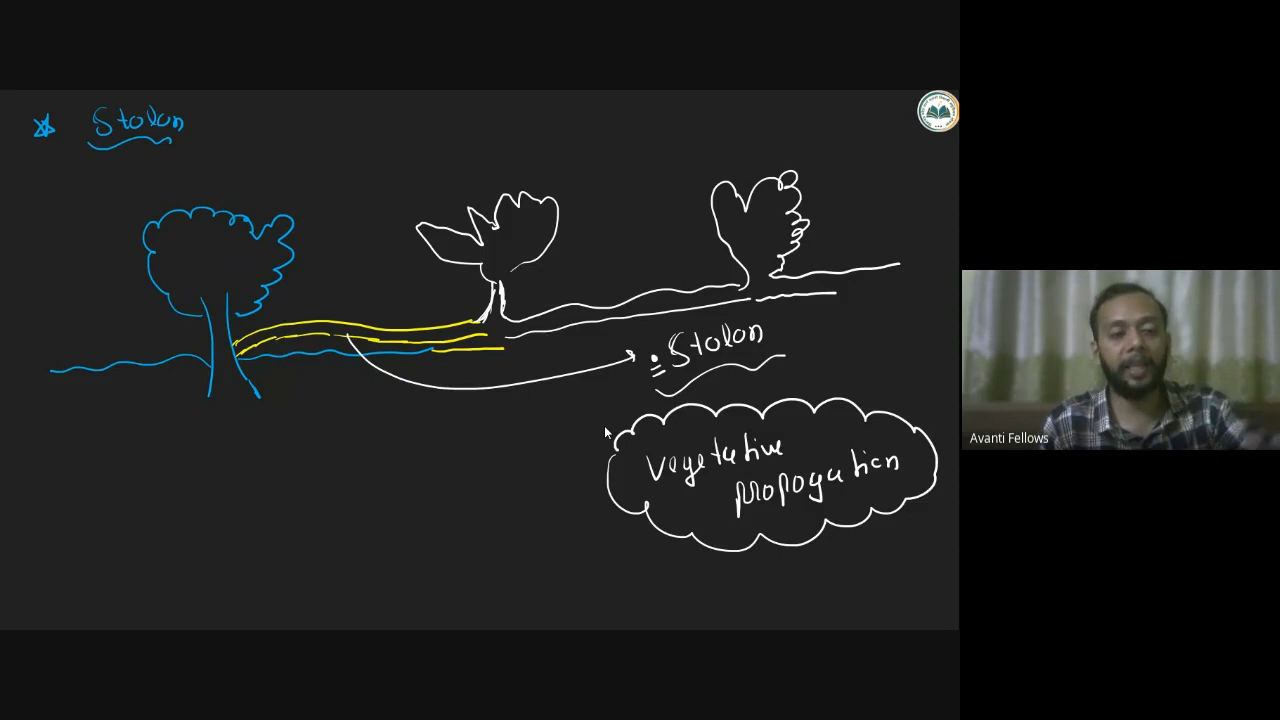 Stolon
Stolon
Vegetative
propogation
Avanti Fellows